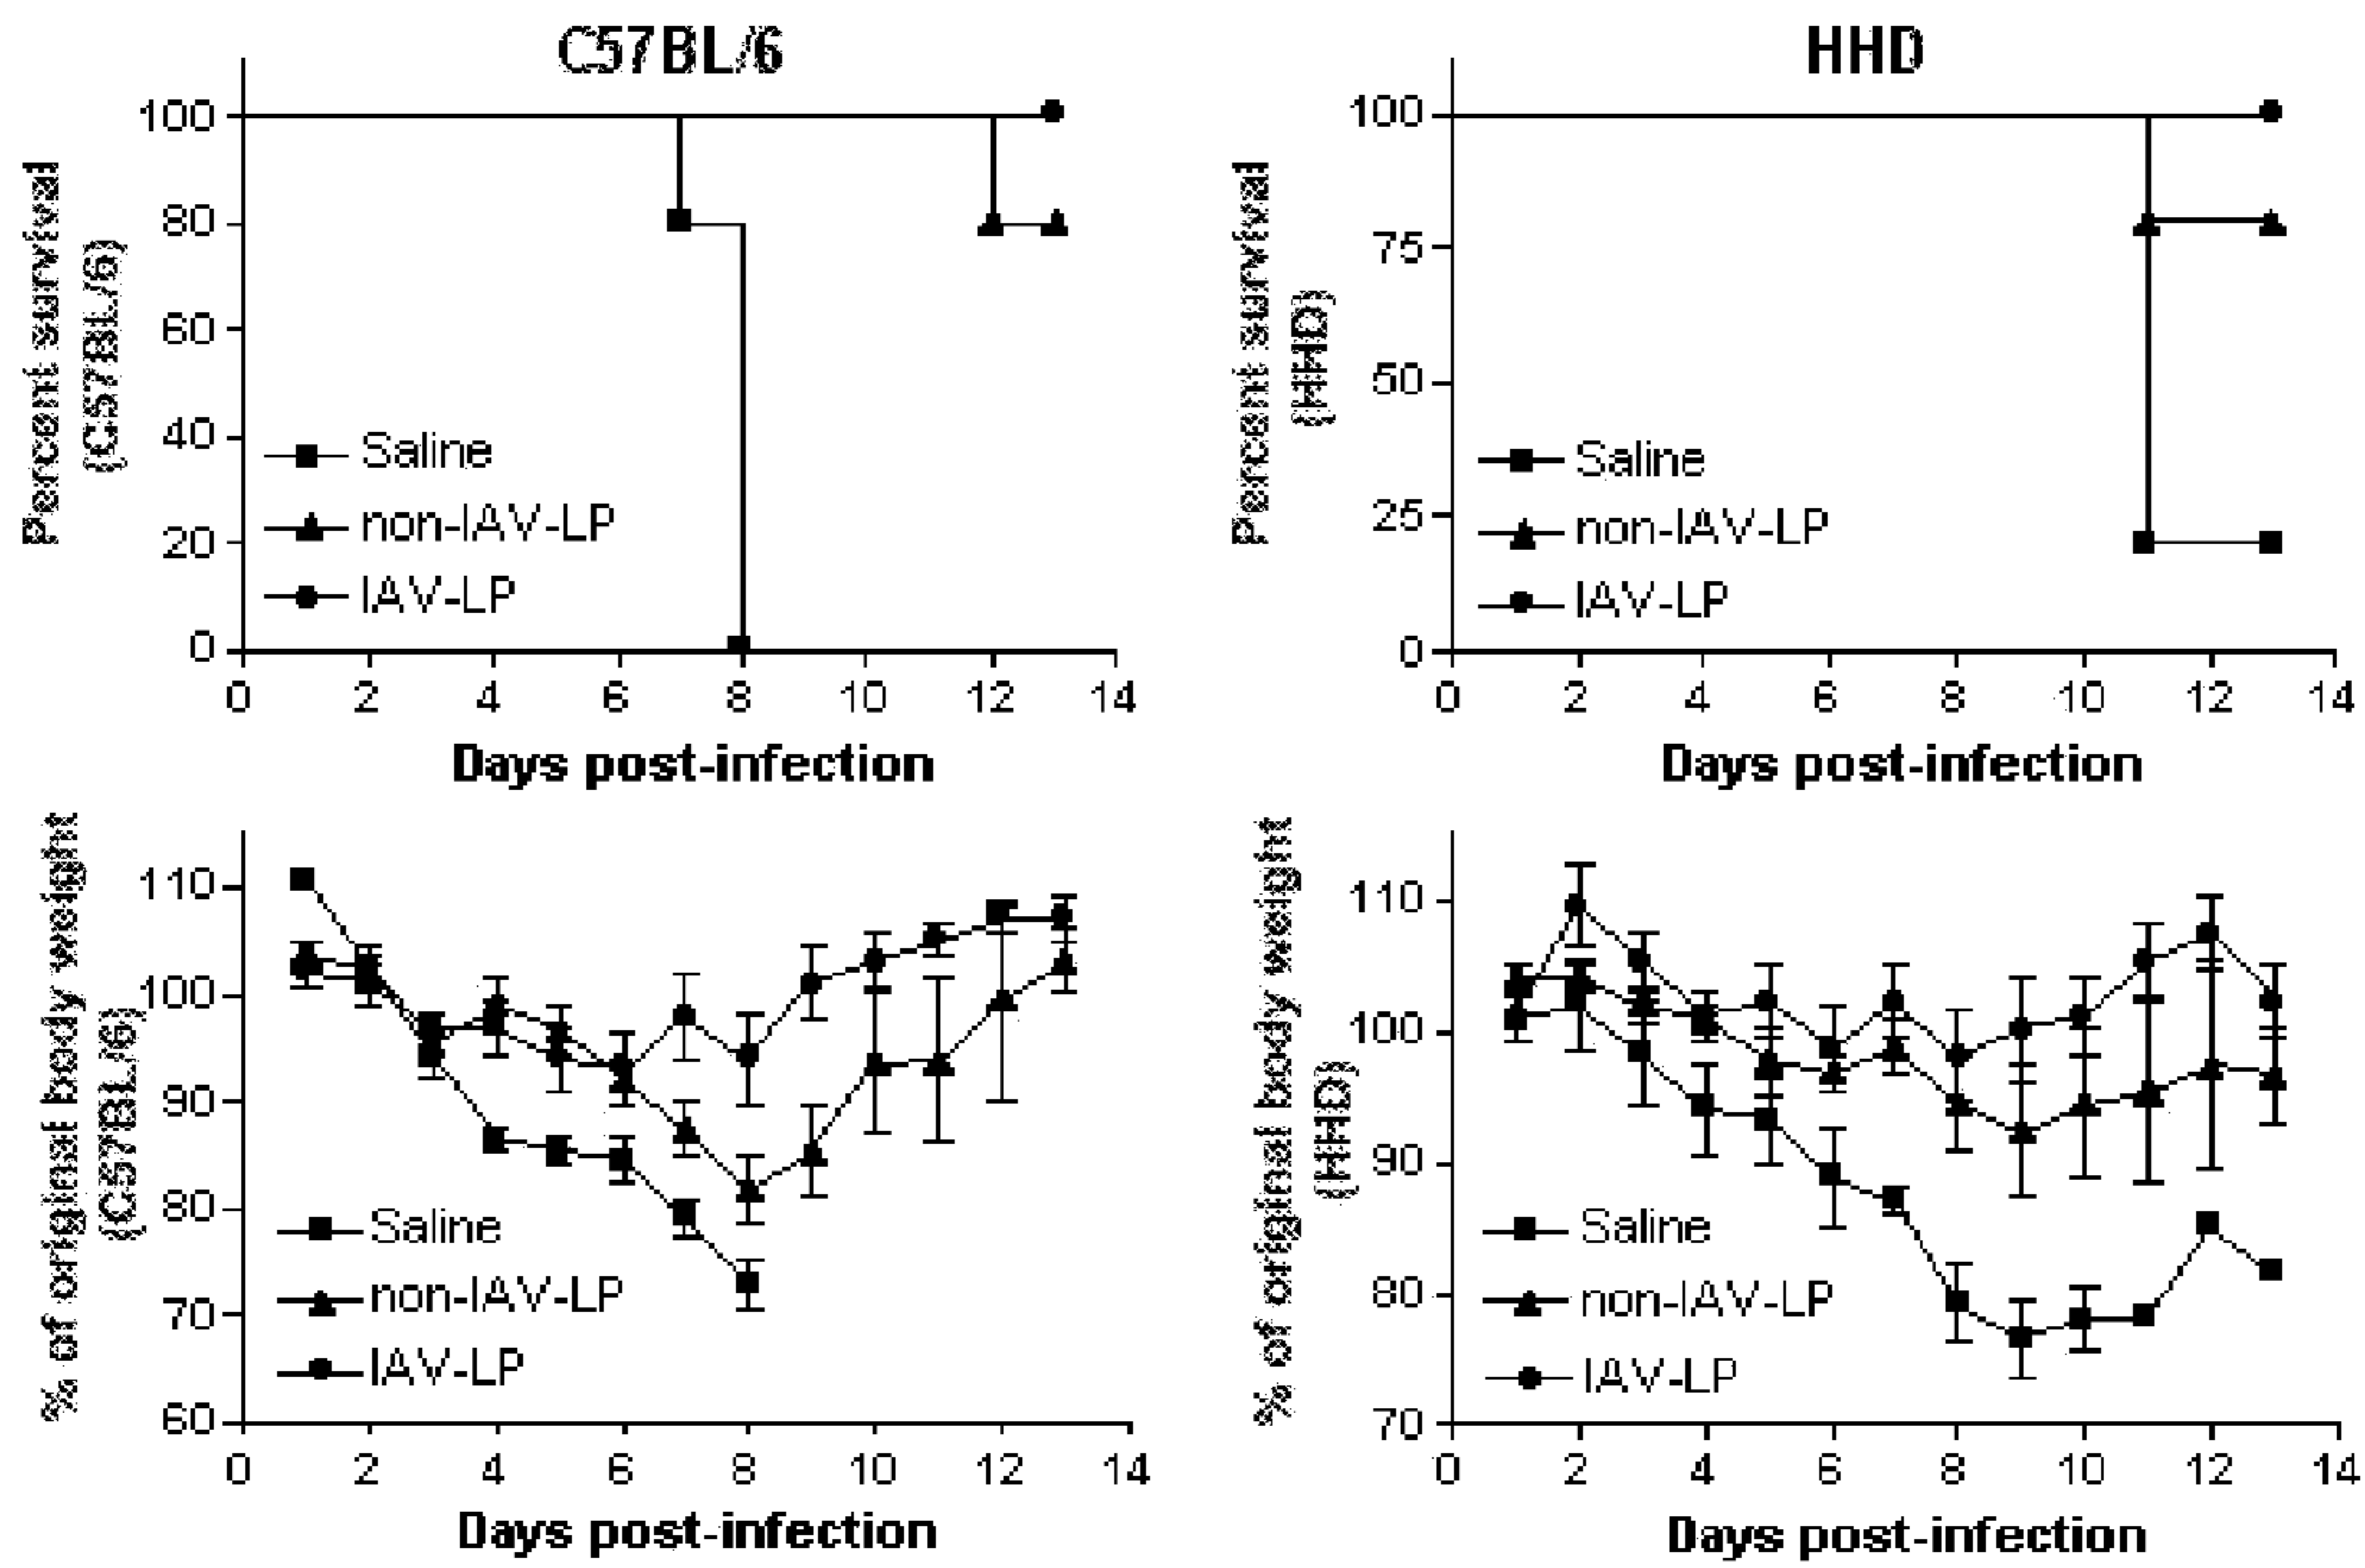 C57BL/6
HHD
Percent survival
(C57BL/6)
100
80
60
40
20
0
Saline
non-IAV-LP
IAV-LP
0 2 4 6 8 10 12 14
Days post-infection
Percent survival
(HHD)
100
75
50
25
0
Saline
non-IAV-LP
IAV-LP
0 2 4 6 8 10 12 14
Days post-infection
% of original body weight
(C57BL/6)
110
100
90
80
70
60
Saline
non-IAV-LP
IAV-LP
0 2 4 6 8 10 12 14
Days post-infection
% of original body weight
(HHD)
110
100
90
80
70
Saline
non-IAV-LP
IAV-LP
0 2 4 6 8 10 12 14
Days post-infection